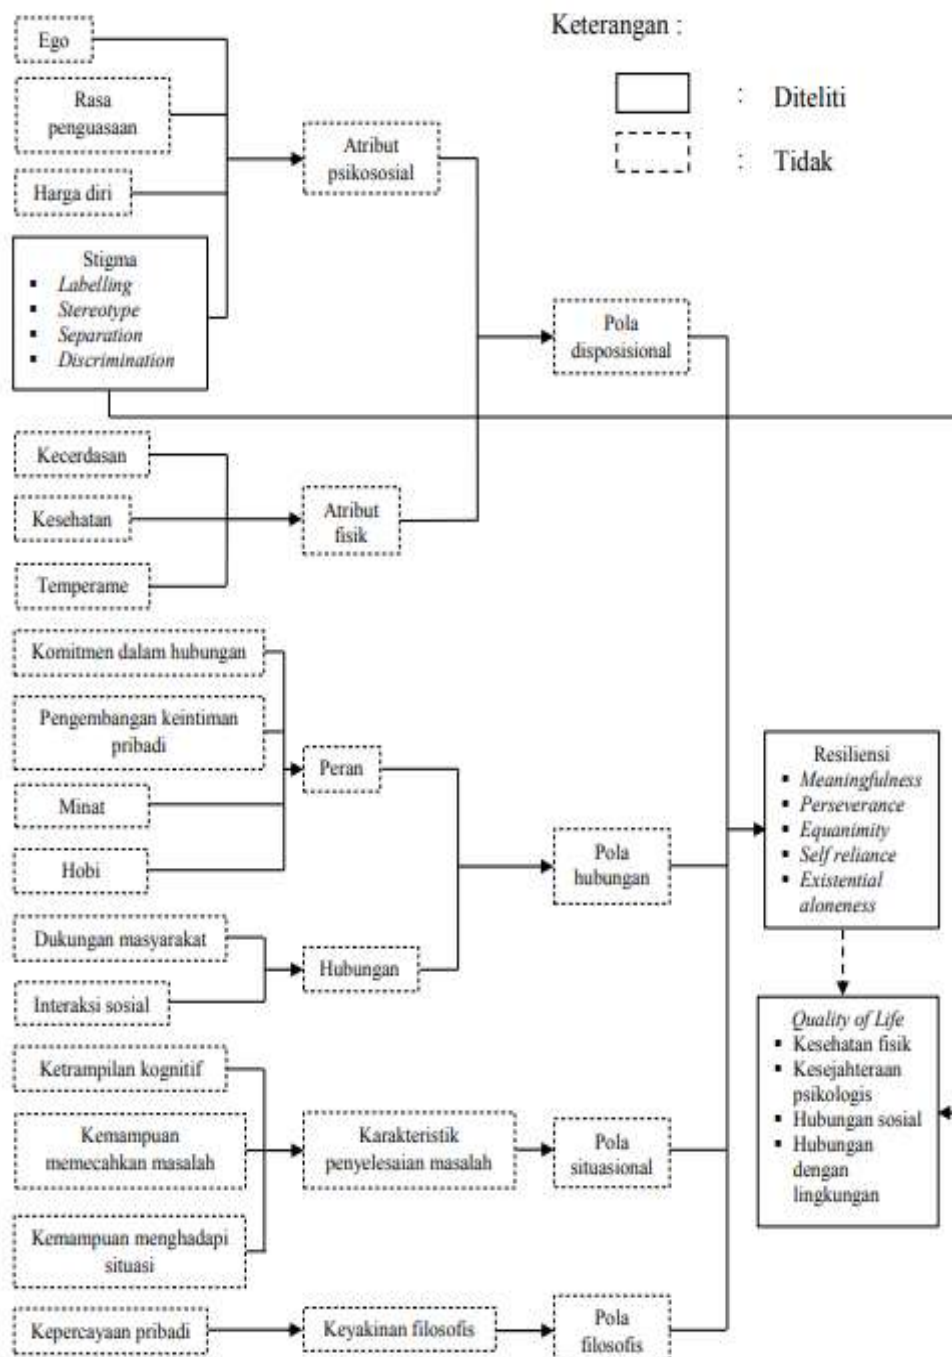 Keterangan :
: Diteliti
: Tidak
Ego
Rasa
penguasaan
Harga diri
Stigma
▪ Labelling
▪ Stereotype
▪ Separation
▪ Discrimination
Atribut
psikososial
Pola
disposisional
Kecerdasan
Kesehatan
Temperame
Atribut
fisik
Komitmen dalam hubungan
Pengembangan keintiman
pribadi
Minat
Hobi
Peran
Dukungan masyarakat
Interaksi sosial
Hubungan
Pola
hubungan
Resiliensi
▪ Meaningfulness
▪ Perseverance
▪ Equanimity
▪ Self reliance
▪ Existential
aloneness
Quality of Life
▪ Kesehatan fisik
▪ Kesejahteraan
psikologis
▪ Hubungan sosial
▪ Hubungan
dengan
lingkungan
Ketrampilan kognitif
Kemampuan
memecahkan masalah
Kemampuan menghadapi
situasi
Karakteristik
penyelesaian masalah
Pola
situasional
Kepercayaan pribadi
Keyakinan filosofis
Pola
filosofis